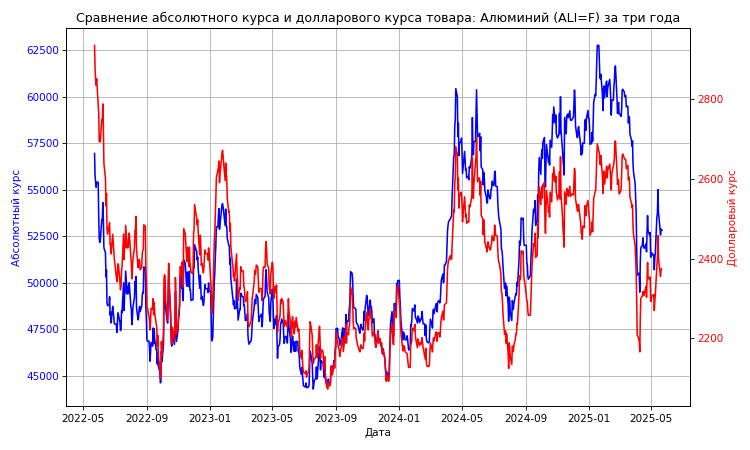 Сравнение абсолютного курса и долларового курса товара: Алюминий (ALI=F) за три года
62500
60000
57500
55000
52500
50000
47500
45000
Абсолютный курс
2800
2600
2400
2200
Долларовый курс
2022-05 2022-09 2023-01 2023-05 2023-09 2024-01 2024-05 2024-09 2025-01 2025-05
Дата